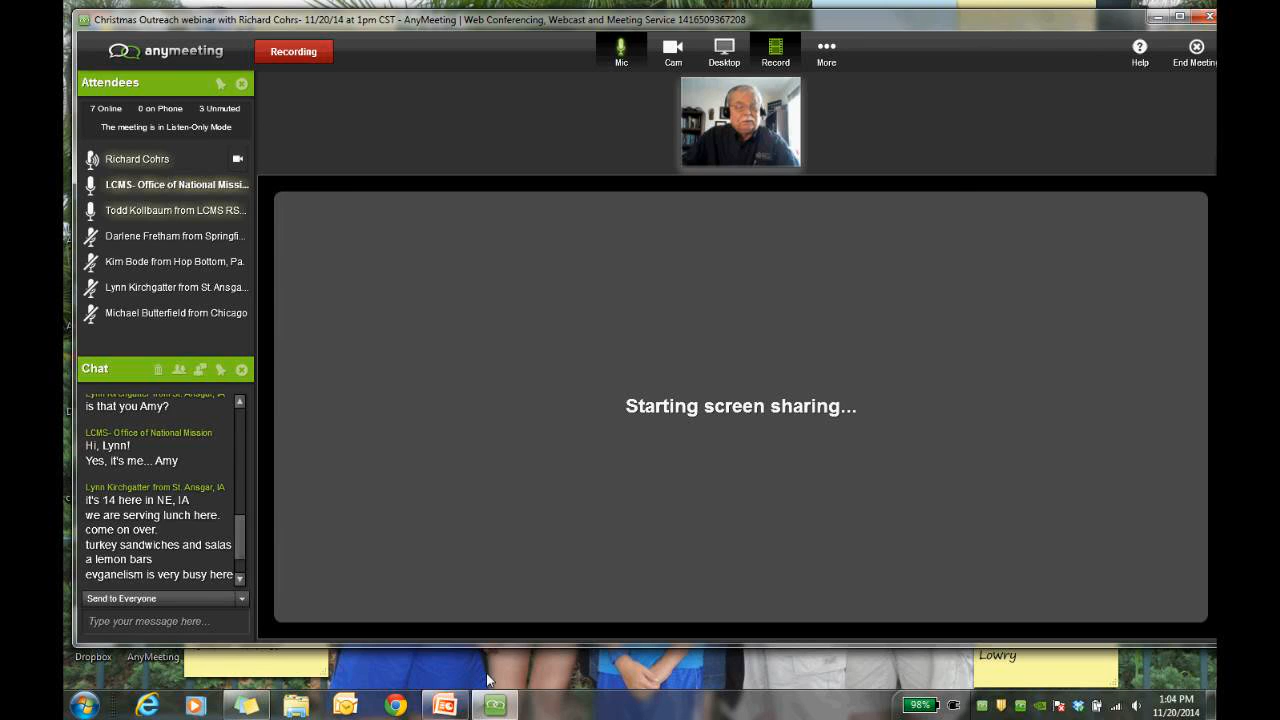 Christmas Outreach webinar with Richard Cohrs- 11/20/14 at 1pm CST - AnyMeeting | Web Conferencing, Webcast and Meeting Service 1416509367208
anymeeting
Recording
Mic
Cam
Desktop
Record
More
Help
End Meetin
Attendees
7 Online 0 on Phone 3 Unmuted
The meeting is in Listen-Only Mode
Richard Cohrs
LCMS- Office of National Missi...
Todd Kollbaum from LCMS RS...
Darlene Fretham from Springfi...
Kim Bode from Hop Bottom, Pa.
Lynn Kirchgatter from St. Ansga...
Michael Butterfield from Chicago
Chat
Lynn Kirchgatter from St. Ansgar, IA
is that you Amy?
LCMS- Office of National Mission
Hi, Lynn!
Yes, it's me... Amy
Lynn Kirchgatter from St. Ansgar, IA
it's 14 here in NE, IA
we are serving lunch here.
come on over.
turkey sandwiches and salas
a lemon bars
evganelism is very busy here
Send to Everyone
Type your message here...
Starting screen sharing...
Dropbox
AnyMeeting
Lowry
98%
1:04 PM
11/20/2014